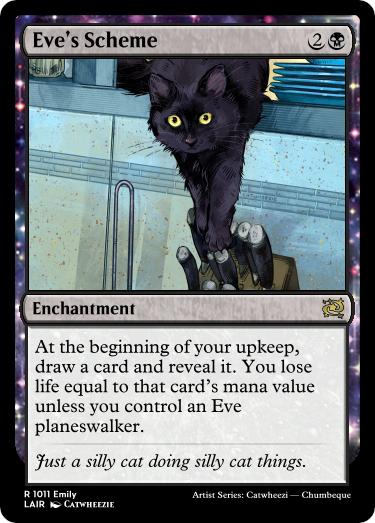 Eve's Scheme 2
Enchantment
At the beginning of your upkeep,
draw a card and reveal it. You lose
life equal to that card's mana value
unless you control an Eve
planeswalker.
Just a silly cat doing silly cat things.
R 1011 Emily
LAIR CATWHEEZIE
Artist Series: Catwheezi — Chumbeque